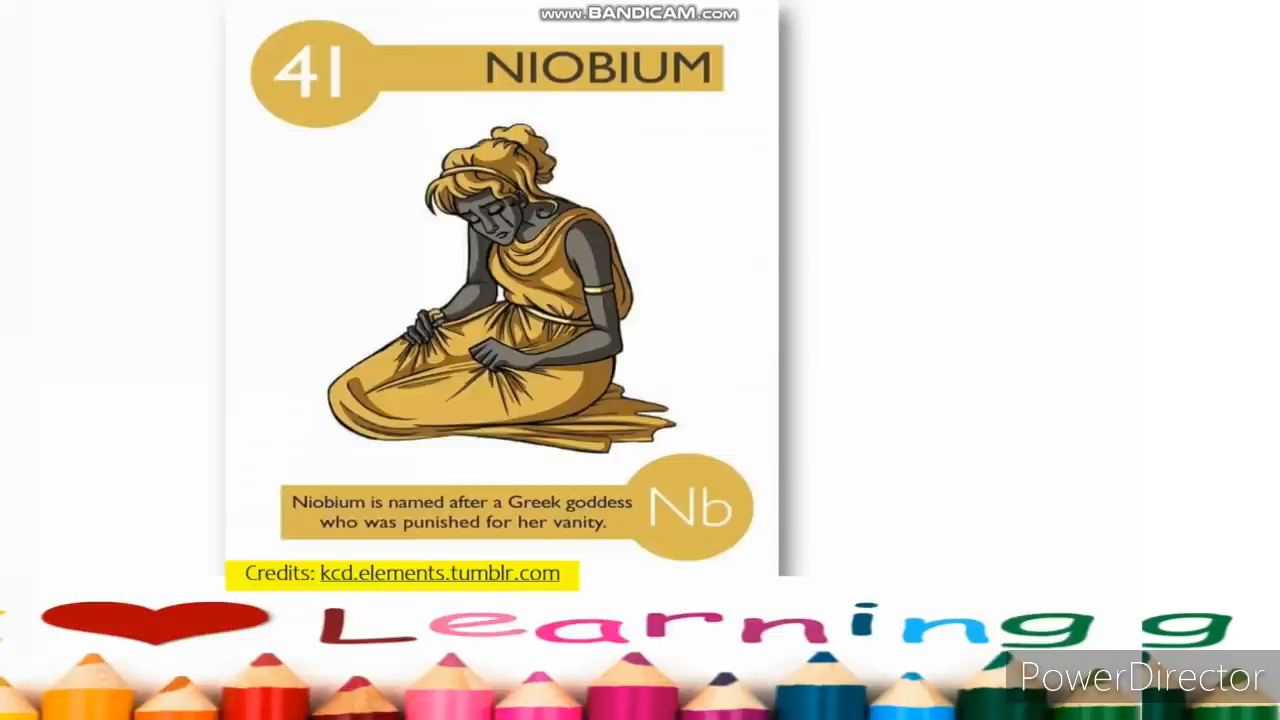 www.BANDICAM.com
41 NIOBIUM
Niobium is named after a Greek goddess
who was punished for her vanity.
Nb
Credits: kcd.elements.tumblr.com
Learning g
PowerDirector